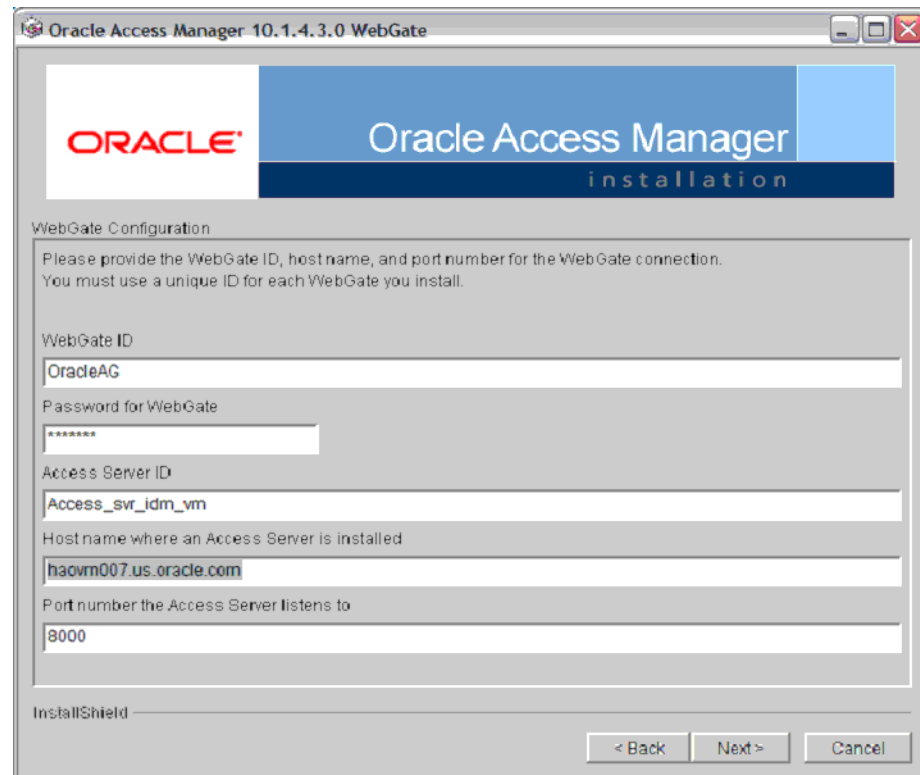 Oracle Access Manager 10.1.4.3.0 WebGate
ORACLE
Oracle Access Manager
installation
WebGate Configuration
Please provide the WebGate ID, host name, and port number for the WebGate connection.
You must use a unique ID for each WebGate you install.
WebGate ID
OracleAG
Password for WebGate
*******
Access Server ID
Access_svr_idm_vm
Host name where an Access Server is installed
haovm007.us.oracle.com
Port number the Access Server listens to
8000
InstallShield
< Back
Next >
Cancel